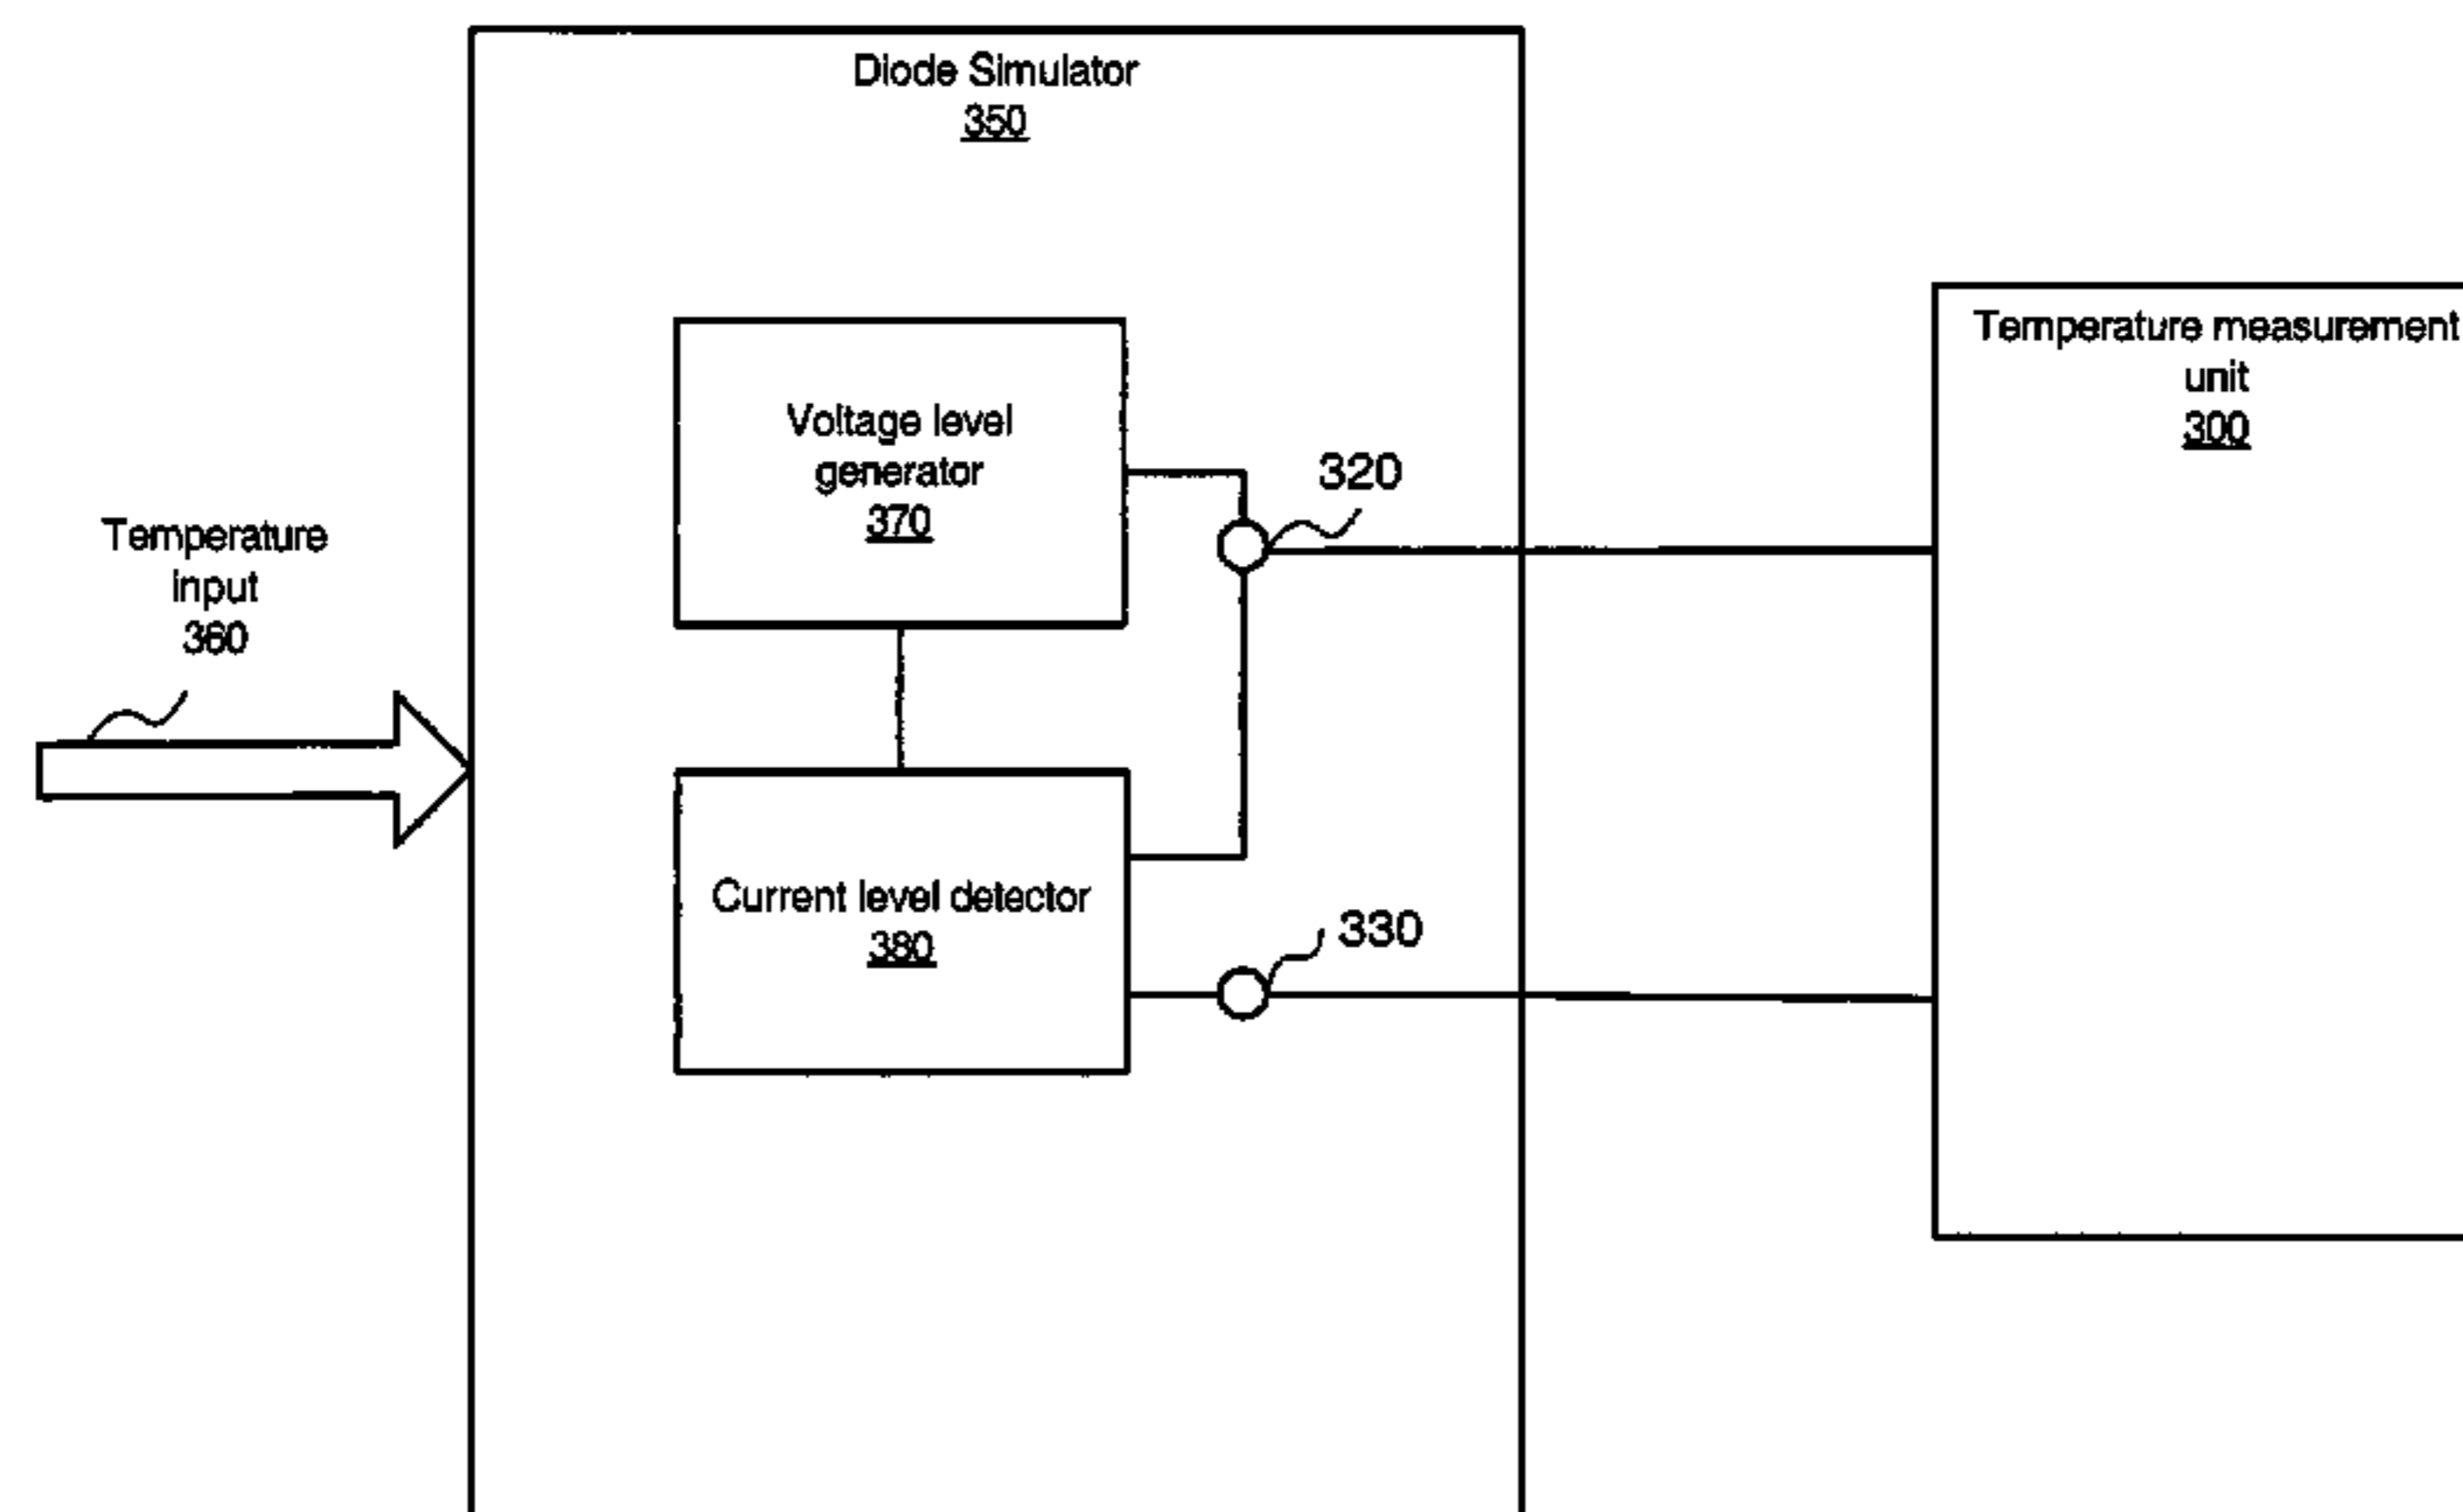 Diode Simulator
350
Temperature measurement
unit
300
Voltage level
generator
370
320
Temperature
input
360
Current level detector
380
330